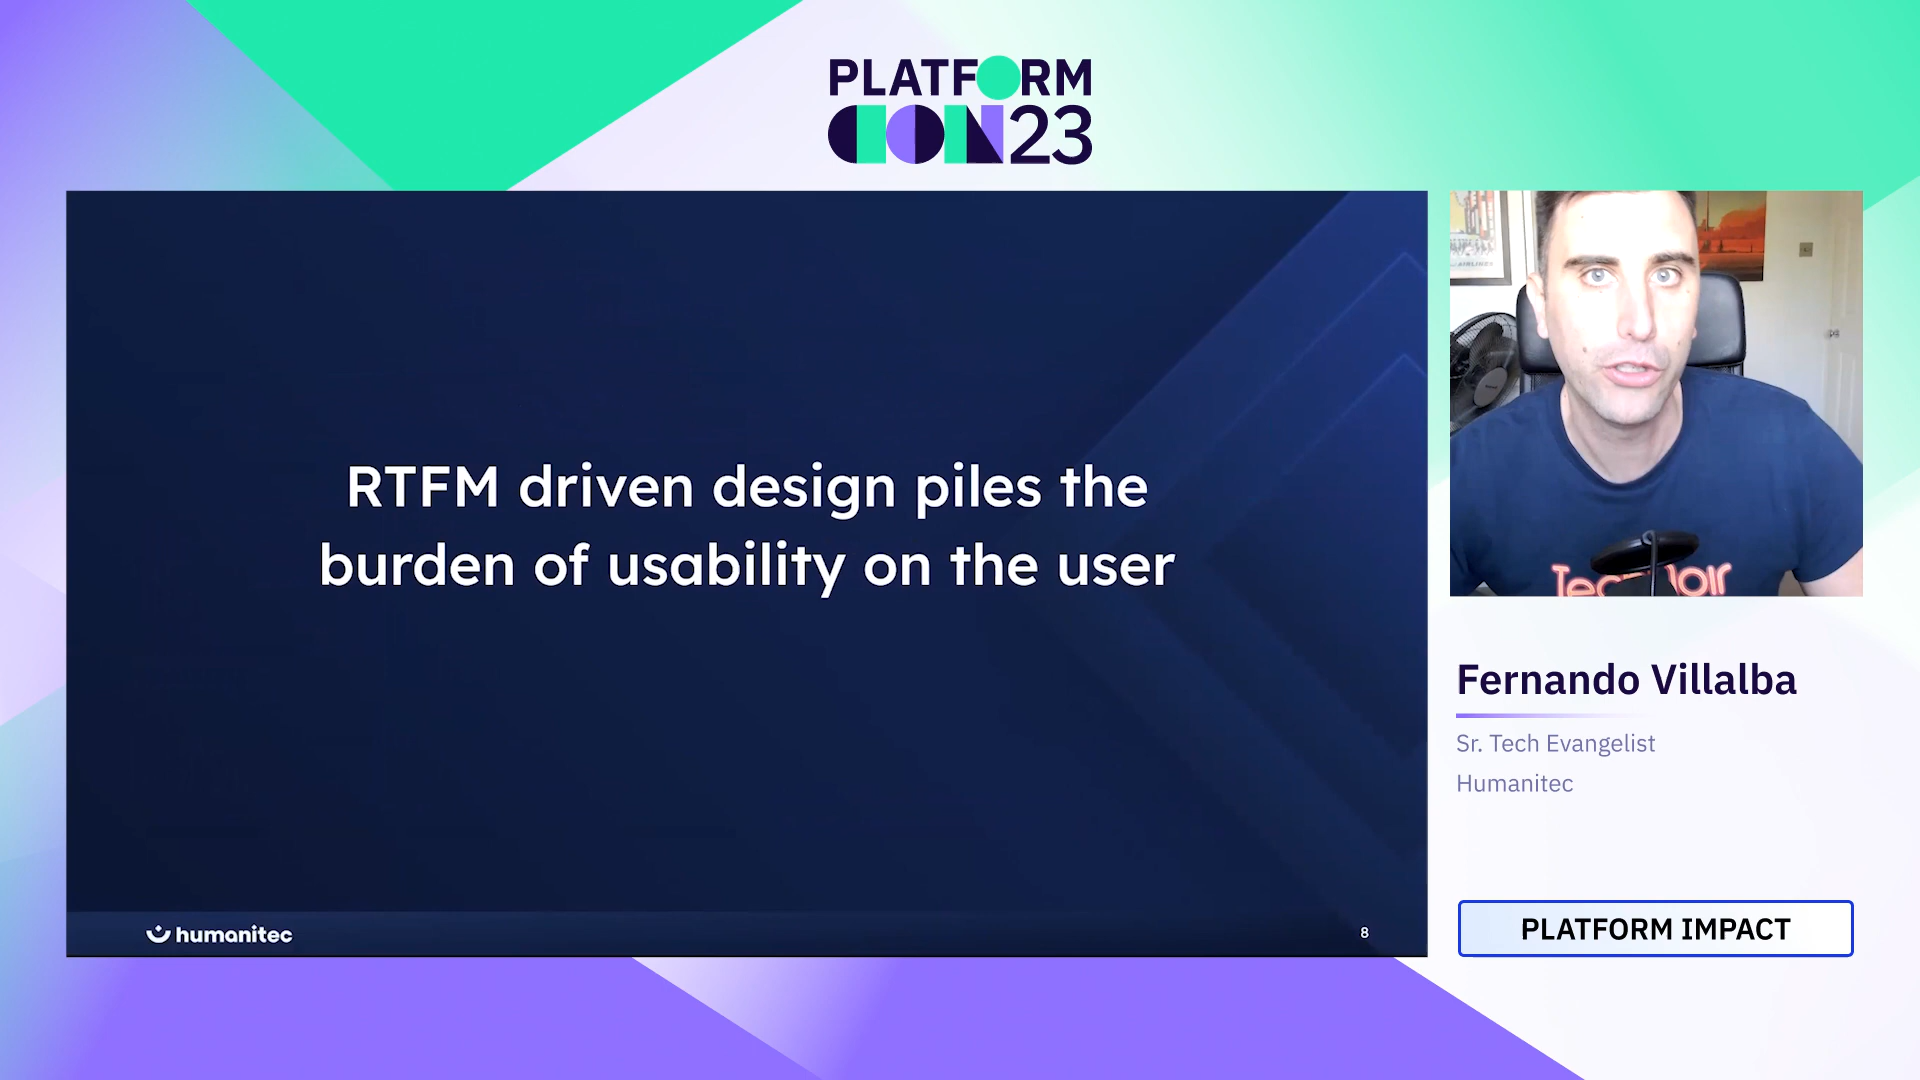 PLATFORM
CON23
RTFM driven design piles the
burden of usability on the user
humanitec
8
Fernando Villalba
Sr. Tech Evangelist
Humanitec
PLATFORM IMPACT